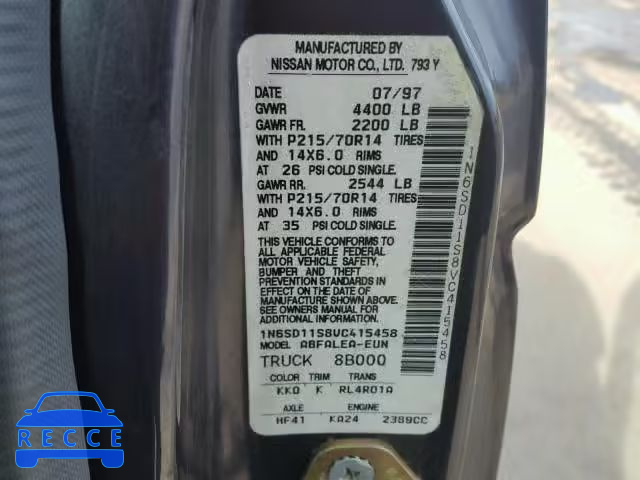 MANUFACTURED BY
NISSAN MOTOR CO., LTD. 793 Y
DATE 07/97
GVWR 4400 LB
GAWR FR. 2200 LB
WITH P215/70R14 TIRES
AND 14X6.0 RIMS
AT 26 PSI COLD SINGLE.
GAWR RR. 2544 LB
WITH P215/70R14 TIRES
AND 14X6.0 RIMS
AT 35 PSI COLD SINGLE.
THIS VEHICLE CONFORMS TO
ALL APPLICABLE FEDERAL
MOTOR VEHICLE SAFETY,
BUMPER AND THEFT
PREVENTION STANDARDS
IN EFFECT ON THE DATE OF
MANUFACTURE SHOWN ABOVE.
SEE OWNERS MANUAL FOR
ADDITIONAL INFORMATION.
1N6SD11S8VC415458
MODEL ABFALEA-EUN
TRUCK 8B000
COLOR TRIM TRANS
KK0 K RL4R01A
AXLE ENGINE
HF41 KA24 2389CC
1N6SD11S8VC415458
RECCE